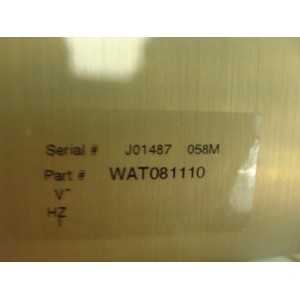 Serial # J01487 058M
Part # WAT081110
V~
HZ